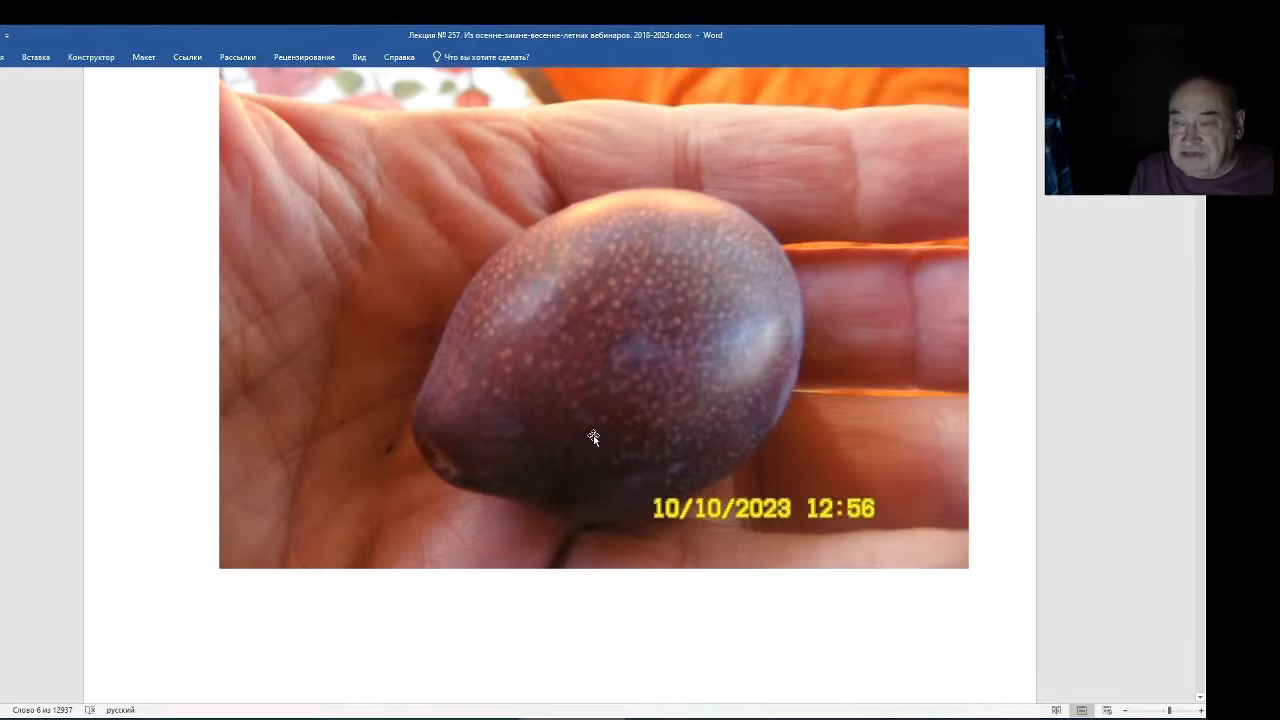 Лекция № 257. Из осенне-зимне-весенне-летних вебинаров. 2018-2023г.docx - Word
Вставка Конструктор Макет Ссылки Рассылки Рецензирование Вид Справка Что вы хотите сделать?
10/10/2023 12:56
Слово 6 из 12937 русский